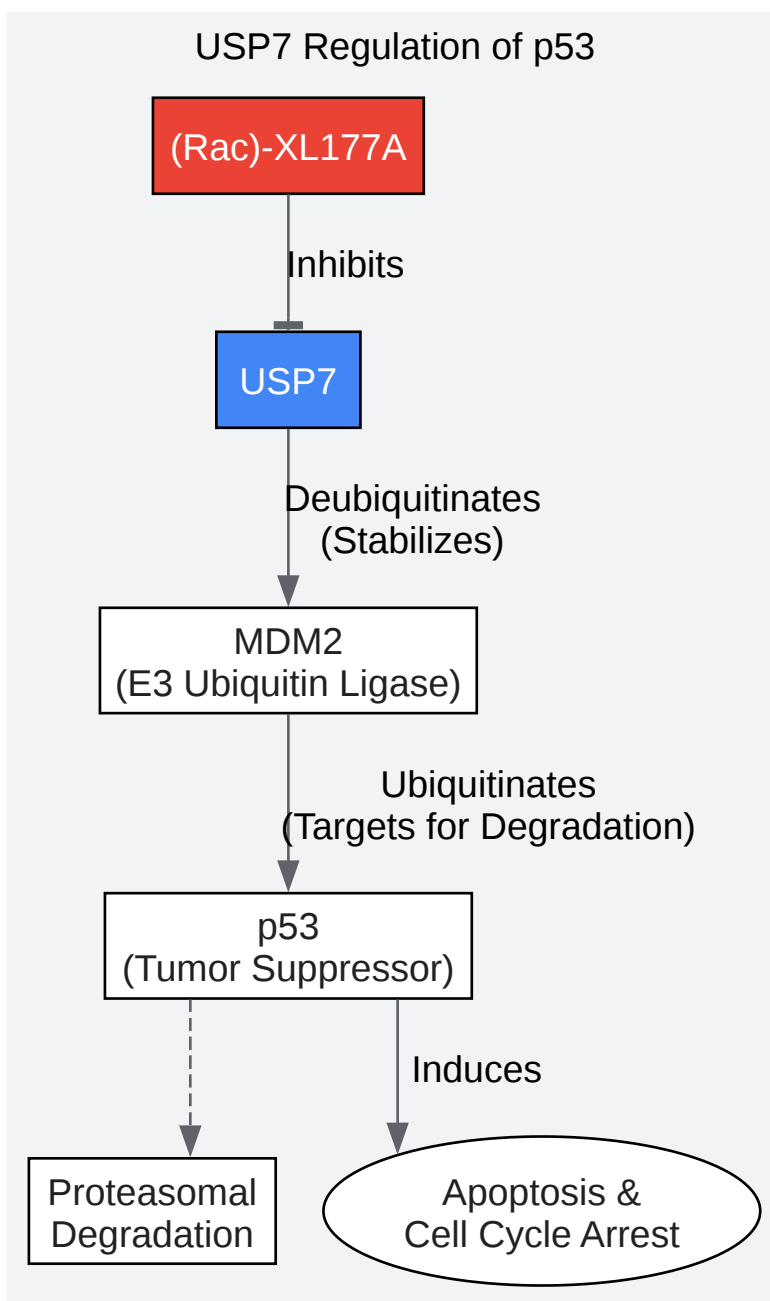 USP7 Regulation of p53
(Rac)-XL177A
Inhibits
USP7
Deubiquitinates
(Stabilizes)
MDM2
(E3 Ubiquitin Ligase)
Ubiquitinates
(Targets for Degradation)
p53
(Tumor Suppressor)
Induces
Proteasomal
Degradation
Apoptosis &
Cell Cycle Arrest